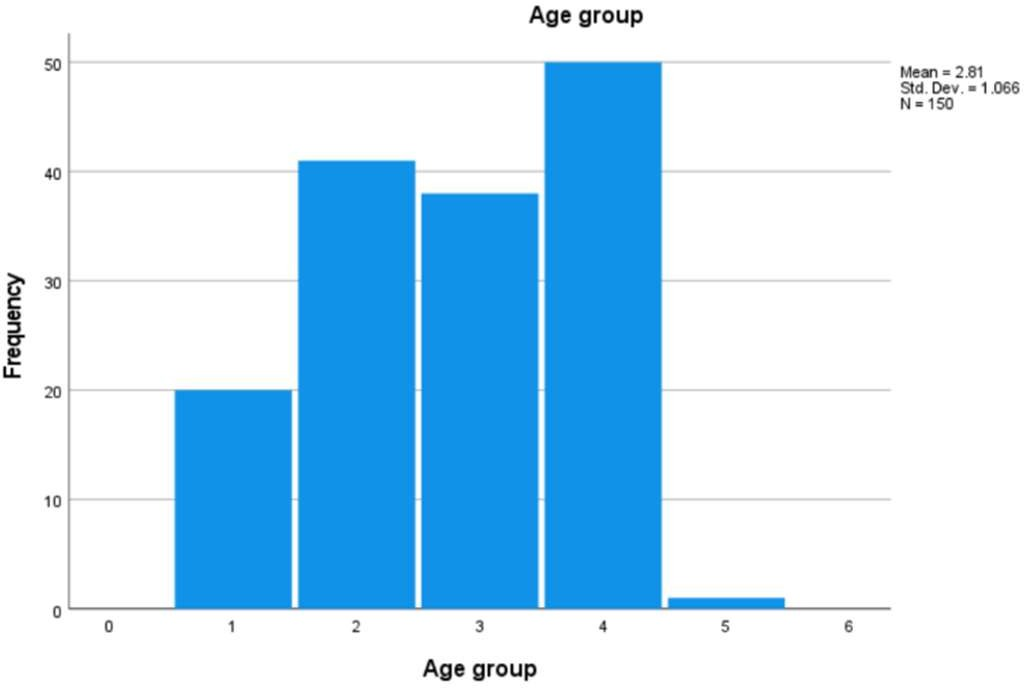 Age group
Mean = 2.81
Std. Dev. = 1.066
N = 150
50
40
30
20
10
0
Frequency
0 1 2 3 4 5 6
Age group